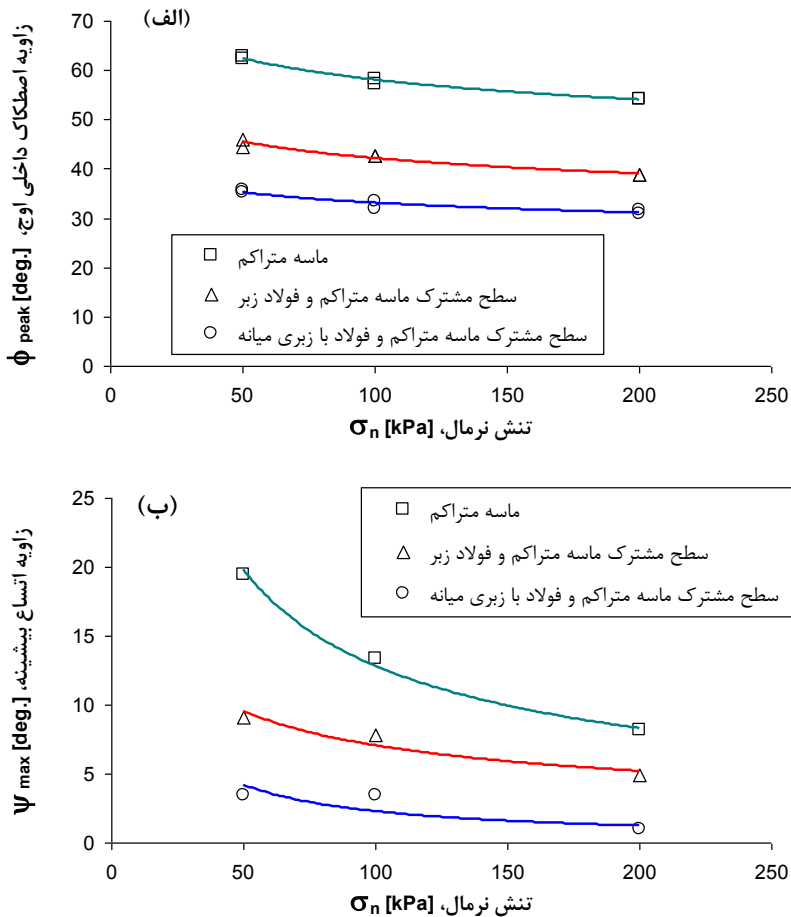 (الف)
زاویه اصطکاک داخلی اوج، ϕ peak [deg.]
70
60
50
40
30
20
10
0
ماسه متراکم
سطح مشترک ماسه متراکم و فولاد زبر
سطح مشترک ماسه متراکم و فولاد با زبری میانه
0 50 100 150 200 250
تنش نرمال، σn [kPa]
(ب)
زاویه اتساع بیشینه، ψ max [deg.]
25
20
15
10
5
0
ماسه متراکم
سطح مشترک ماسه متراکم و فولاد زبر
سطح مشترک ماسه متراکم و فولاد با زبری میانه
0 50 100 150 200 250
تنش نرمال، σn [kPa]